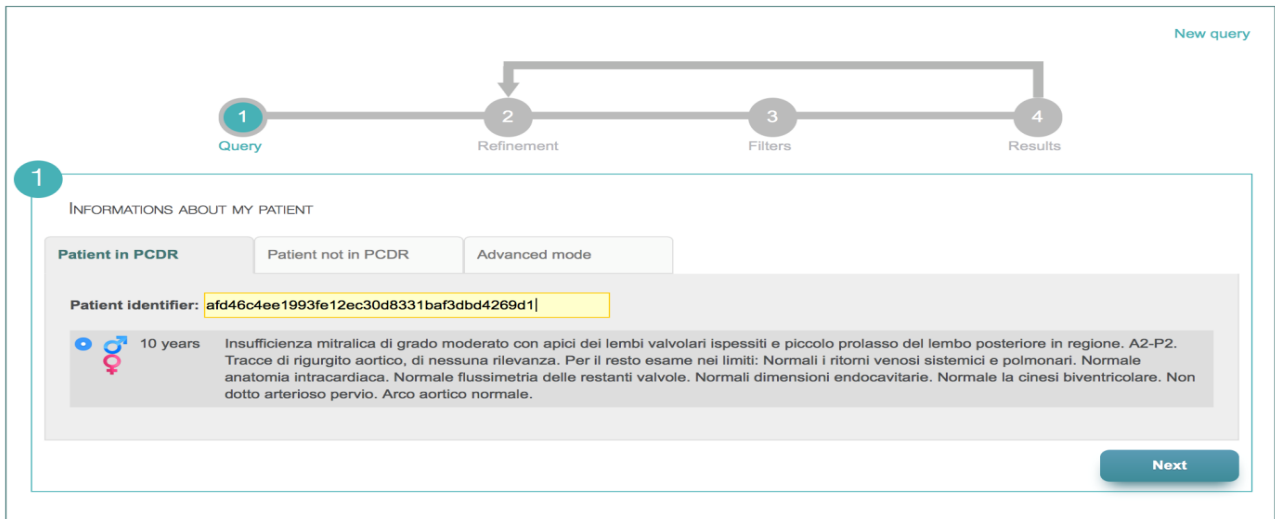 New query
1
2
3
4
Query
Refinement
Filters
Results
1
INFORMATIONS ABOUT MY PATIENT
Patient in PCDR
Patient not in PCDR
Advanced mode
Patient identifier: afd46c4ee1993fe12ec30d8331baf3dbd4269d1
10 years
Insufficienza mitralica di grado moderato con apici dei lembi valvolari ispessiti e piccolo prolasso del lembo posteriore in regione. A2-P2.
Tracce di rigurgito aortico, di nessuna rilevanza. Per il resto esame nei limiti: Normali i ritorni venosi sistemici e polmonari. Normale
anatomia intracardiaca. Normale flussimetria delle restanti valvole. Normali dimensioni endocavitarie. Normale la cinesi biventricolare. Non
dotto arterioso pervio. Arco aortico normale.
Next